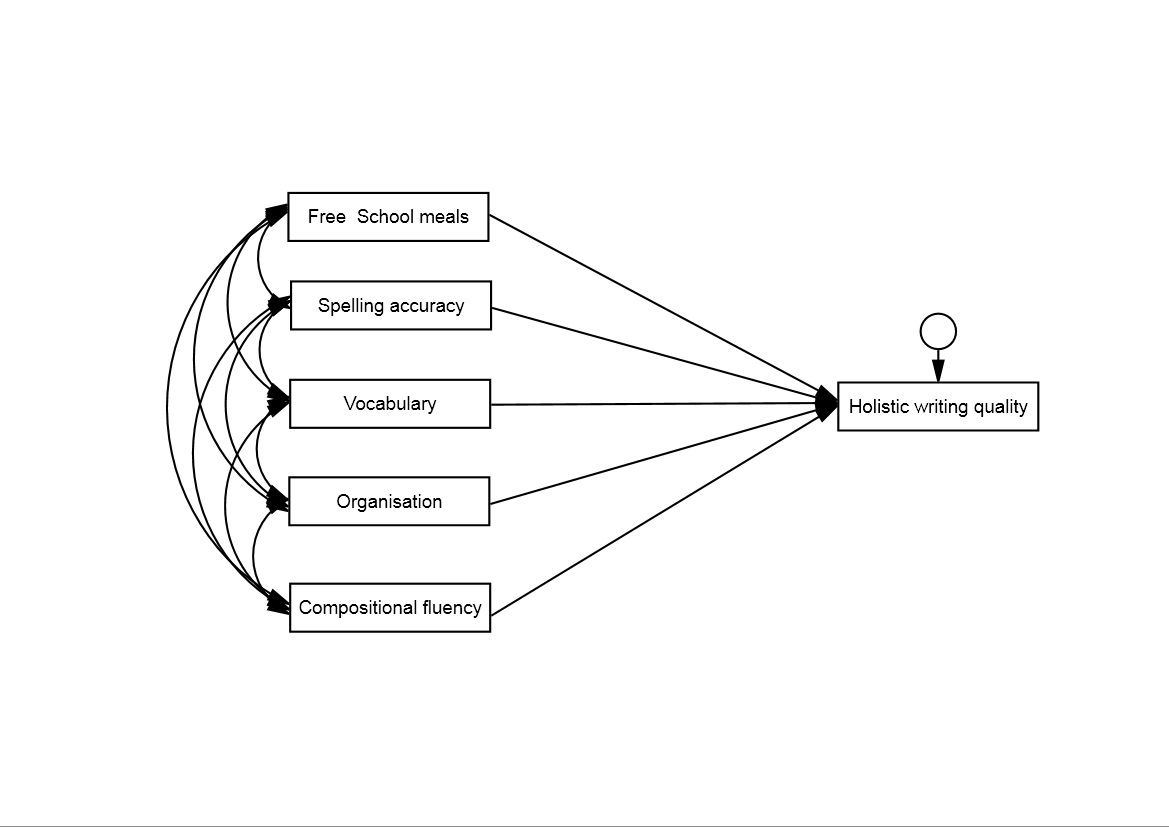 Free  School meals
Spelling accuracy
Vocabulary
Holistic writing quality
Organisation
Compositional fluency